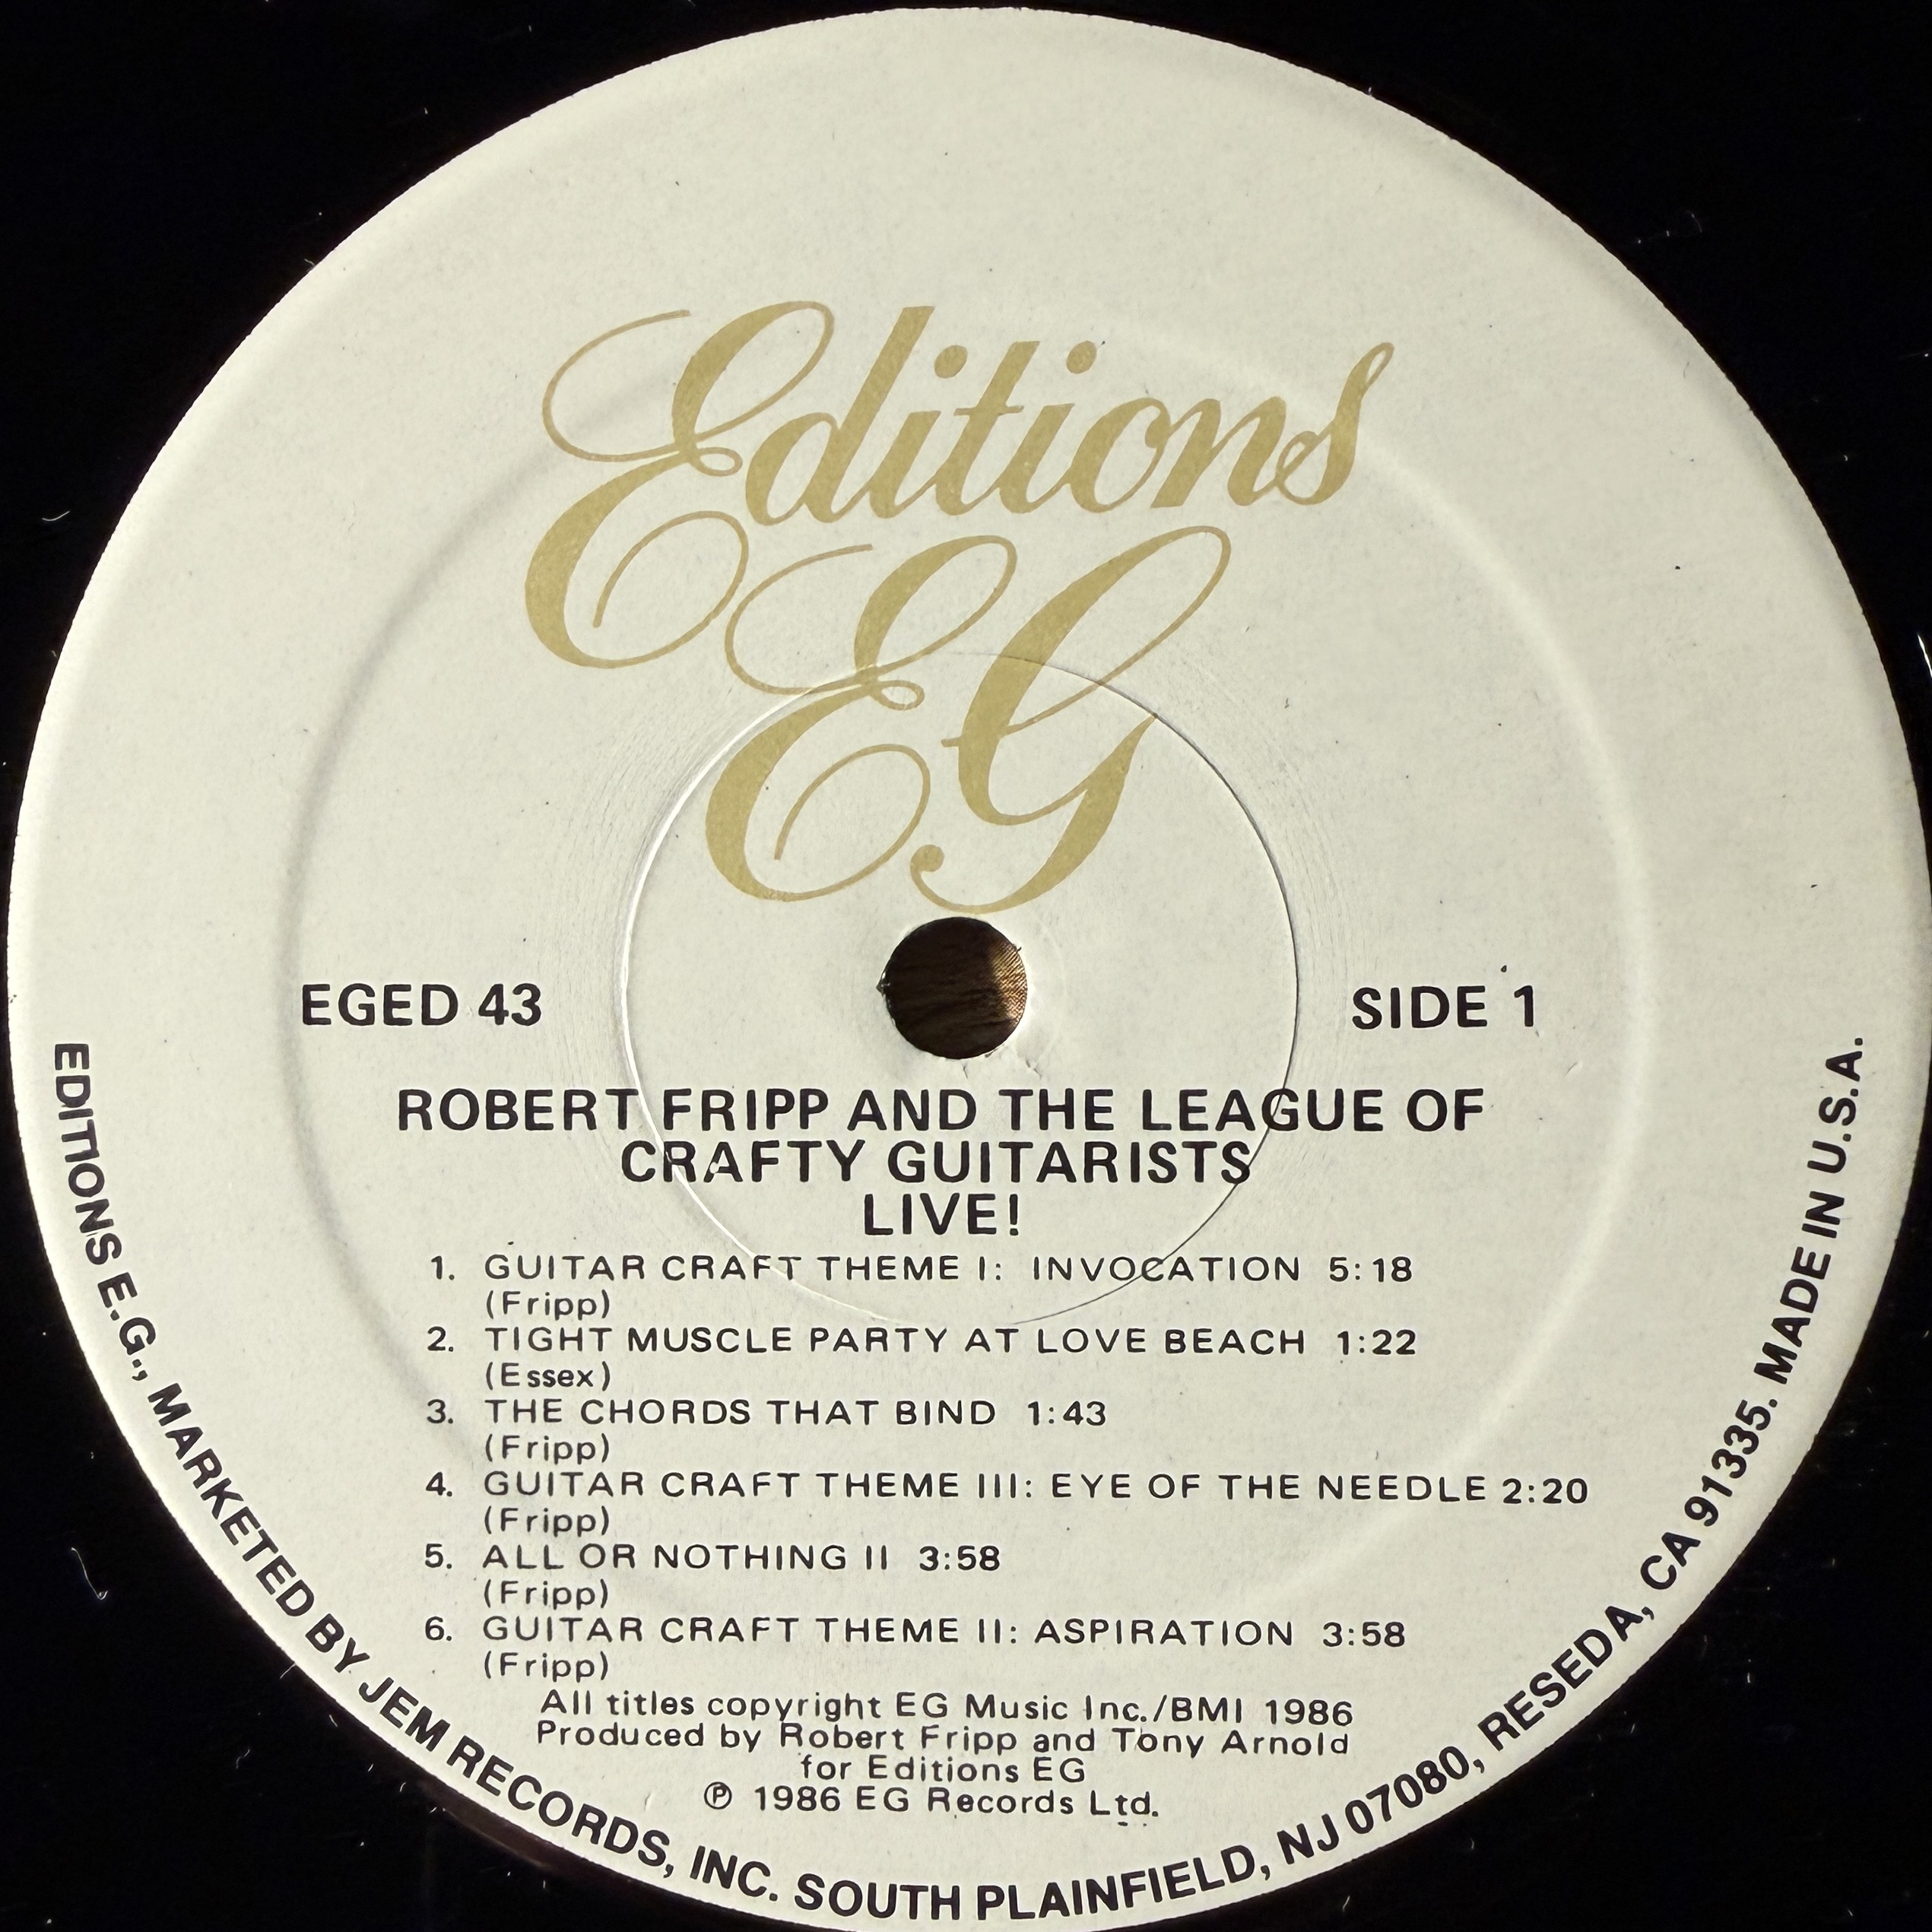 Editions
EG
EGED 43
SIDE 1
ROBERT FRIPP AND THE LEAGUE OF
CRAFTY GUITARISTS
LIVE!
1. GUITAR CRAFT THEME I: INVOCATION 5:18
(Fripp)
2. TIGHT MUSCLE PARTY AT LOVE BEACH 1:22
(Essex)
3. THE CHORDS THAT BIND 1:43
(Fripp)
4. GUITAR CRAFT THEME III: EYE OF THE NEEDLE 2:20
(Fripp)
5. ALL OR NOTHING II 3:58
(Fripp)
6. GUITAR CRAFT THEME II: ASPIRATION 3:58
(Fripp)
All titles copyright EG Music Inc./BMI 1986
Produced by Robert Fripp and Tony Arnold
for Editions EG
℗ 1986 EG Records Ltd.
EDITIONS E.G., MARKETED BY JEM RECORDS, INC. SOUTH PLAINFIELD, NJ 07080, RESEDA, CA 91335. MADE IN U.S.A.